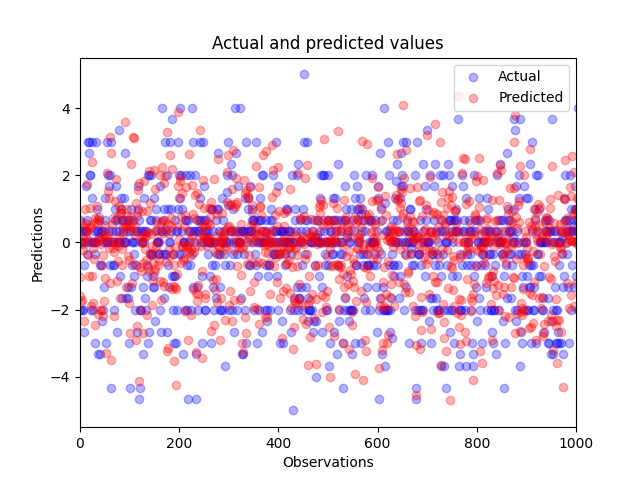 Actual and predicted values
Actual
Predicted
Predictions
4
2
0
−2
−4
0
200
400
600
800
1000
Observations